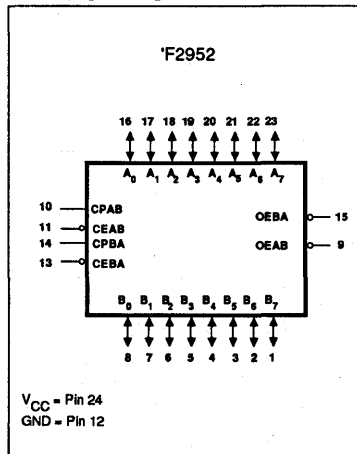 'F2952
16 17 18 19 20 21 22 23
A0 A1 A2 A3 A4 A5 A6 A7
10 CPAB
OEBA 15
11 CEAB
14 CPBA
OEAB 9
13 CEBA
B0 B1 B2 B3 B4 B5 B6 B7
8 7 6 5 4 3 2 1
VCC = Pin 24
GND = Pin 12